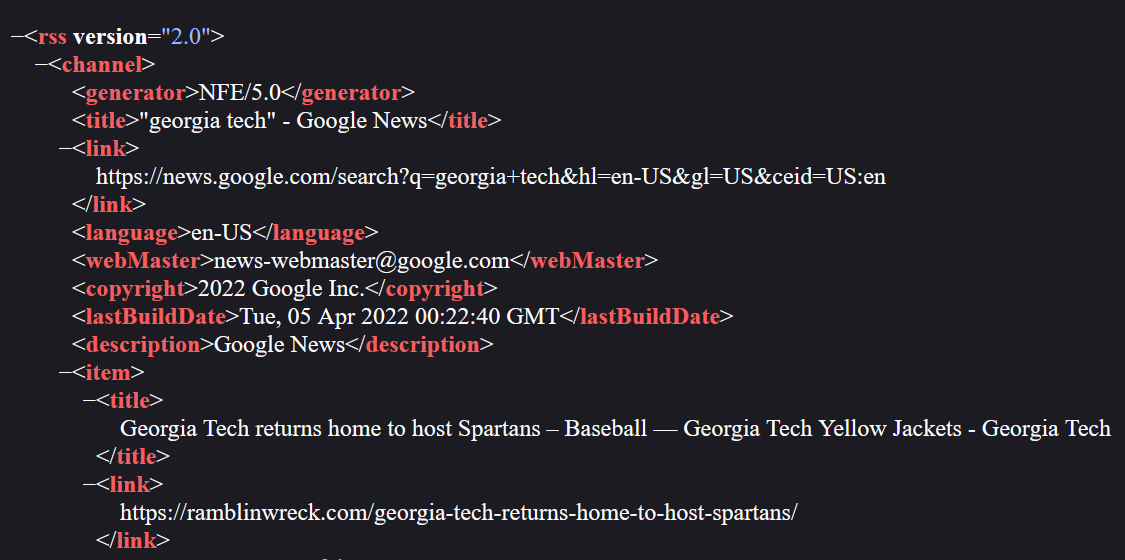 –<rss version="2.0">
–<channel>
<generator>NFE/5.0</generator>
<title>"georgia tech" - Google News</title>
–<link>
https://news.google.com/search?q=georgia+tech&hl=en-US&gl=US&ceid=US:en
</link>
<language>en-US</language>
<webMaster>news-webmaster@google.com</webMaster>
<copyright>2022 Google Inc.</copyright>
<lastBuildDate>Tue, 05 Apr 2022 00:22:40 GMT</lastBuildDate>
<description>Google News</description>
–<item>
–<title>
Georgia Tech returns home to host Spartans – Baseball — Georgia Tech Yellow Jackets - Georgia Tech
</title>
–<link>
https://ramblinwreck.com/georgia-tech-returns-home-to-host-spartans/
</link>